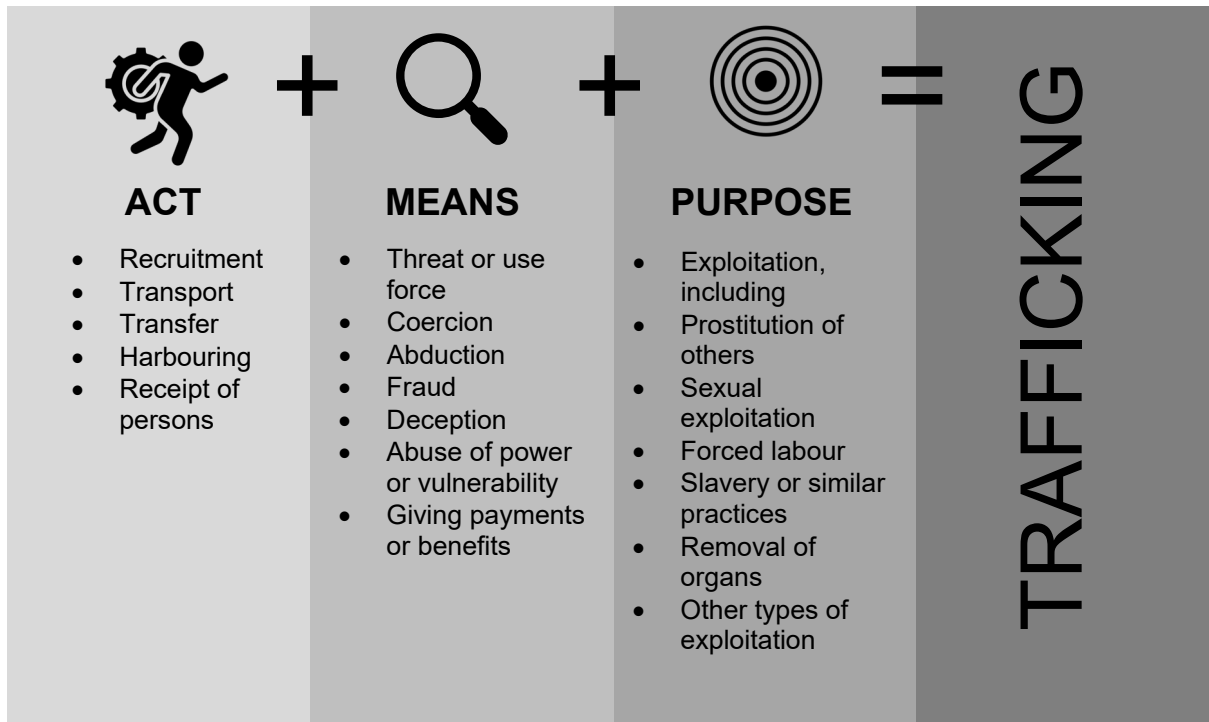 ACT
• Recruitment
• Transport
• Transfer
• Harbouring
• Receipt of
persons
+
MEANS
• Threat or use
force
• Coercion
• Abduction
• Fraud
• Deception
• Abuse of power
or vulnerability
• Giving payments
or benefits
+
PURPOSE
• Exploitation,
including
• Prostitution of
others
• Sexual
exploitation
• Forced labour
• Slavery or similar
practices
• Removal of
organs
• Other types of
exploitation
=
TRAFFICKING